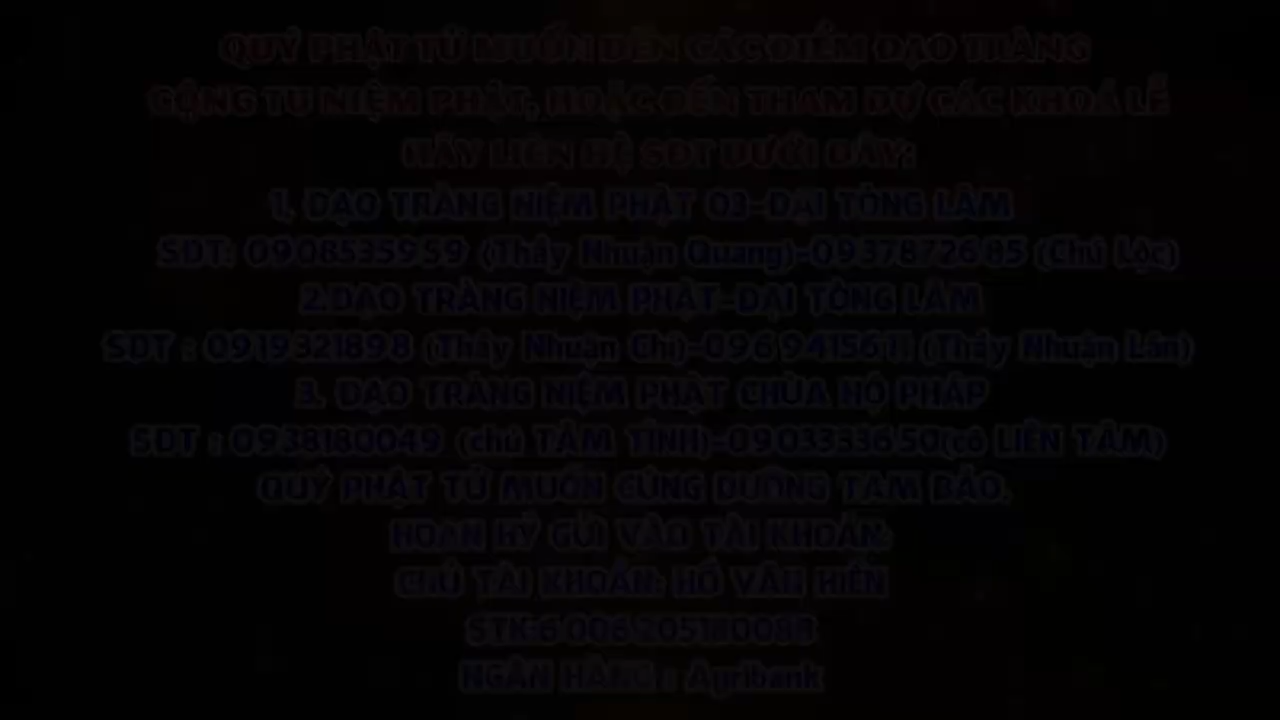 QUÝ PHẬT TỬ MUỐN ĐẾN CÁC ĐIỂM ĐẠO TRÀNG
CỘNG TU NIỆM PHẬT, HOẶC ĐẾN THAM DỰ CÁC KHOÁ LỄ
HÃY LIÊN HỆ SĐT DƯỚI ĐÂY:
1. ĐẠO TRÀNG NIỆM PHẬT 03-ĐẠI TÒNG LÂM
SĐT: 0908535959 (Thầy Nhuận Quang)-0937872685 (Chú Lộc)
2.ĐẠO TRÀNG NIỆM PHẬT-ĐẠI TÒNG LÂM
SĐT : 0919321898 (Thầy Nhuận Chi)-0969415611 (Thầy Nhuận Lân)
3. ĐẠO TRÀNG NIỆM PHẬT CHÙA HỘ PHÁP
SĐT : 0938180049 (chú TÂM TỊNH)-0903333650(cô LIÊN TÂM)
QUÝ PHẬT TỬ MUỐN CÚNG DƯỜNG TAM BẢO,
HOAN HỶ GỬI VÀO TÀI KHOẢN:
CHỦ TÀI KHOẢN: HỒ VĂN HIỀN
STK:6006205180088
NGÂN HÀNG : Agribank